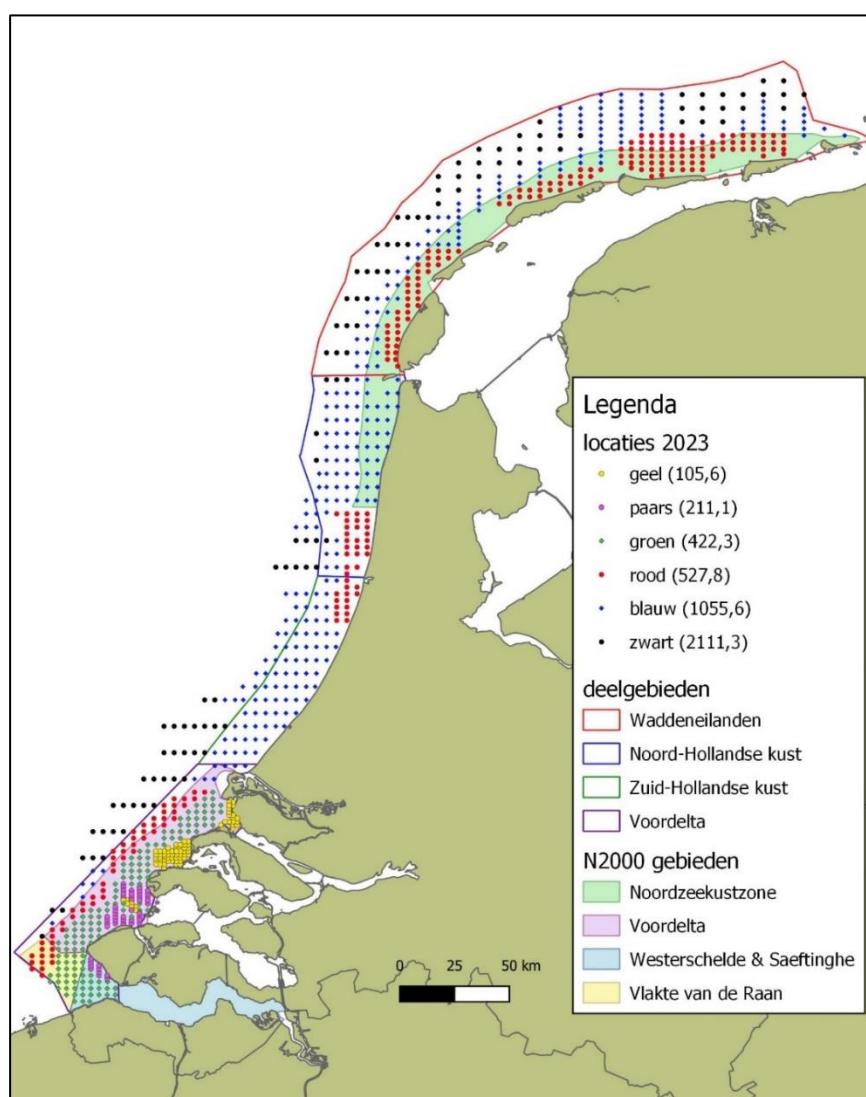 Legenda
locaties 2023
geel (105,6)
paars (211,1)
groen (422,3)
rood (527,8)
blauw (1055,6)
zwart (2111,3)
deelgebieden
Waddeneilanden
Noord-Hollandse kust
Zuid-Hollandse kust
Voordelta
N2000 gebieden
Noordzeekustzone
Voordelta
Westerschelde & Saeftinghe
Vlakte van de Raan
0 25 50 km